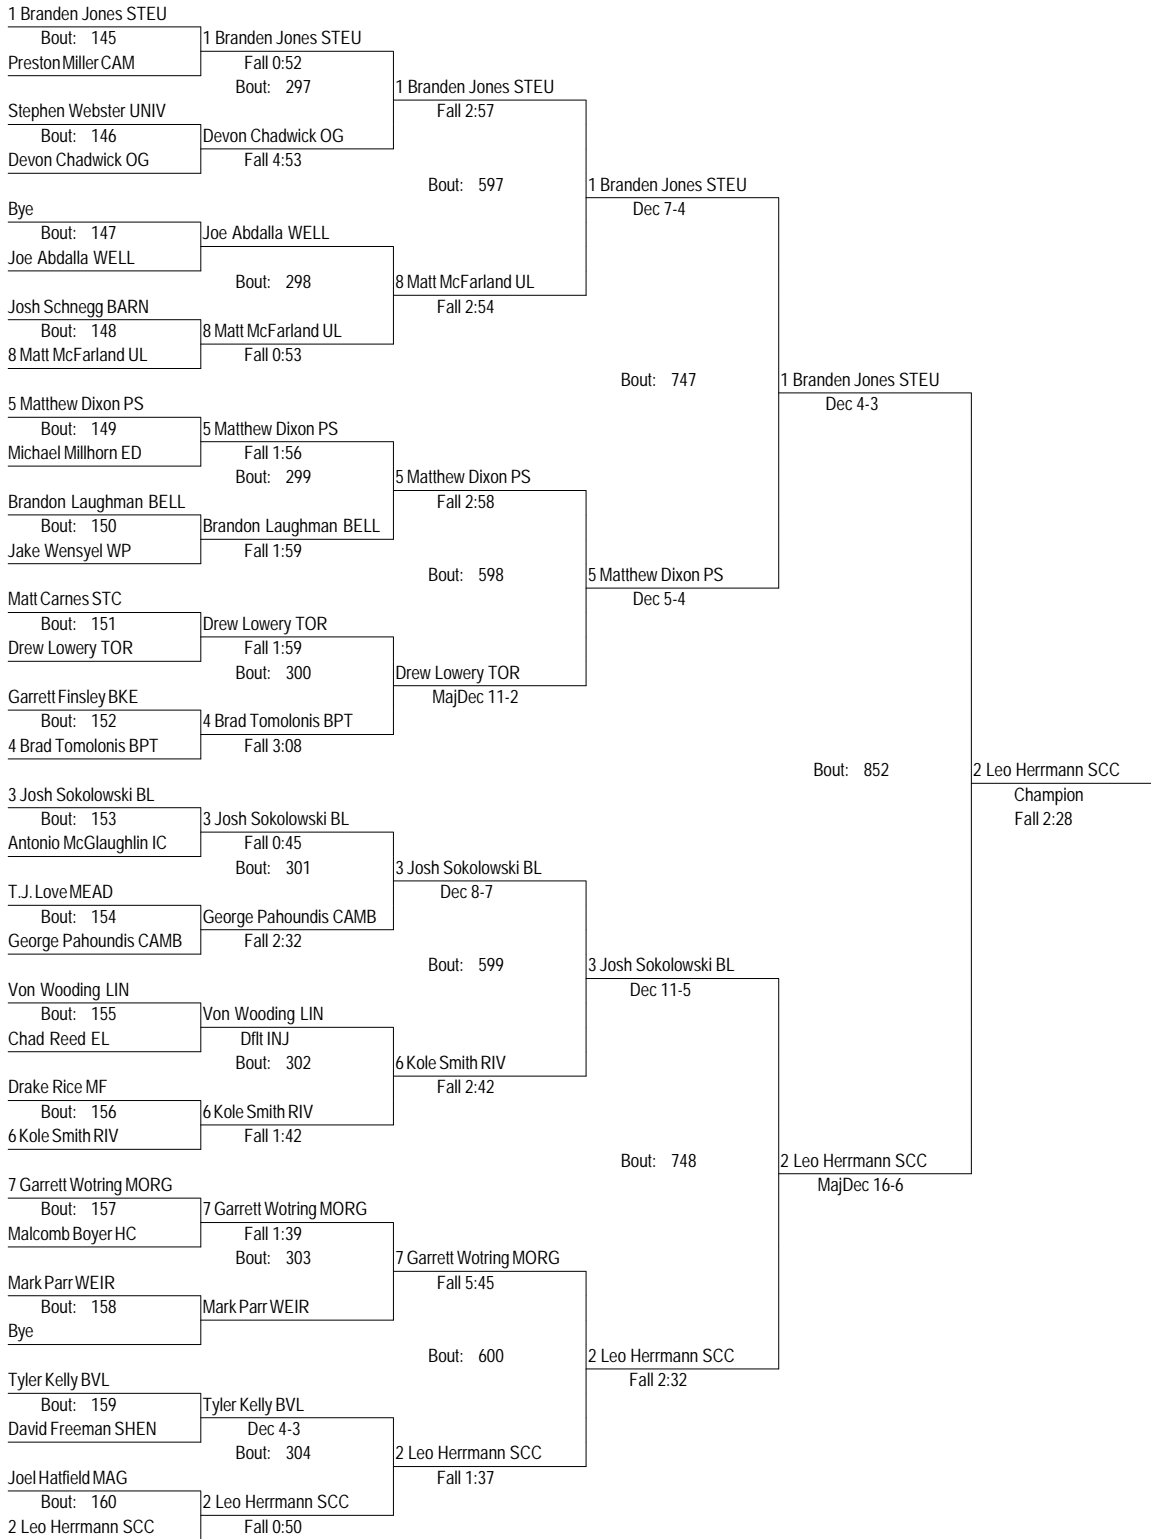 1 Branden Jones STEU
Bout: 145
1 Branden Jones STEU
Preston Miller CAM
Fall 0:52
Bout: 297
1 Branden Jones STEU
Stephen Webster UNIV
Fall 2:57
Bout: 146
Devon Chadwick OG
Devon Chadwick OG
Fall 4:53
Bout: 597
1 Branden Jones STEU
Bye
Dec 7-4
Bout: 147
Joe Abdalla WELL
Joe Abdalla WELL
Bout: 298
8 Matt McFarland UL
Josh Schnegg BARN
Fall 2:54
Bout: 148
8 Matt McFarland UL
8 Matt McFarland UL
Fall 0:53
Bout: 747
1 Branden Jones STEU
5 Matthew Dixon PS
Dec 4-3
Bout: 149
5 Matthew Dixon PS
Michael Millhorn ED
Fall 1:56
Bout: 299
5 Matthew Dixon PS
Brandon Laughman BELL
Fall 2:58
Bout: 150
Brandon Laughman BELL
Jake Wensyel WP
Fall 1:59
Bout: 598
5 Matthew Dixon PS
Matt Carnes STC
Dec 5-4
Bout: 151
Drew Lowery TOR
Drew Lowery TOR
Fall 1:59
Bout: 300
Drew Lowery TOR
Garrett Finsley BKE
MajDec 11-2
Bout: 152
4 Brad Tomolonis BPT
4 Brad Tomolonis BPT
Fall 3:08
Bout: 852
2 Leo Herrmann SCC
3 Josh Sokolowski BL
Champion
Bout: 153
3 Josh Sokolowski BL
Fall 2:28
Antonio McGlaughlin IC
Fall 0:45
Bout: 301
3 Josh Sokolowski BL
T.J. Love MEAD
Dec 8-7
Bout: 154
George Pahoundis CAMB
George Pahoundis CAMB
Fall 2:32
Bout: 599
3 Josh Sokolowski BL
Von Wooding LIN
Dec 11-5
Bout: 155
Von Wooding LIN
Chad Reed EL
Dflt INJ
Bout: 302
6 Kole Smith RIV
Drake Rice MF
Fall 2:42
Bout: 156
6 Kole Smith RIV
6 Kole Smith RIV
Fall 1:42
Bout: 748
2 Leo Herrmann SCC
7 Garrett Wotring MORG
MajDec 16-6
Bout: 157
7 Garrett Wotring MORG
Malcomb Boyer HC
Fall 1:39
Bout: 303
7 Garrett Wotring MORG
Mark Parr WEIR
Fall 5:45
Bout: 158
Mark Parr WEIR
Bye
Bout: 600
2 Leo Herrmann SCC
Tyler Kelly BVL
Fall 2:32
Bout: 159
Tyler Kelly BVL
David Freeman SHEN
Dec 4-3
Bout: 304
2 Leo Herrmann SCC
Joel Hatfield MAG
Fall 1:37
Bout: 160
2 Leo Herrmann SCC
2 Leo Herrmann SCC
Fall 0:50